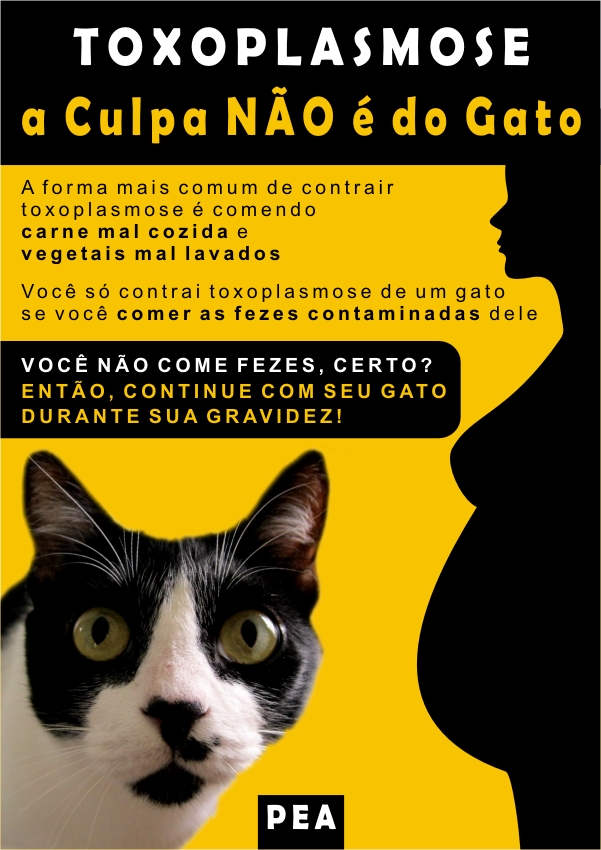 TOXOPLASMOSE
a Culpa NÃO é do Gato
A forma mais comum de contrair
toxoplasmose é comendo
carne mal cozida e
vegetais mal lavados
Você só contrai toxoplasmose de um gato
se você comer as fezes contaminadas dele
VOCÊ NÃO COME FEZES, CERTO?
ENTÃO, CONTINUE COM SEU GATO
DURANTE SUA GRAVIDEZ!
PEA